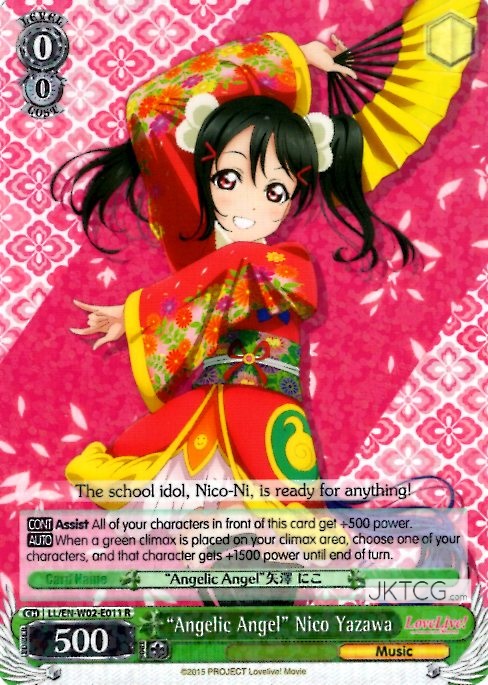 LEVEL
0
0
COST
The school idol, Nico-Ni, is ready for anything!
CONT Assist All of your characters in front of this card get +500 power.
AUTO When a green climax is placed on your climax area, choose one of your
characters, and that character gets +1500 power until end of turn.
Card Name
"Angelic Angel"矢澤 にこ
JKTCG.com
LL/EN-W02-E011 R
POWER
500
"Angelic Angel" Nico Yazawa
LoveLive!
Music
©2015 PROJECT Lovelive! Movie